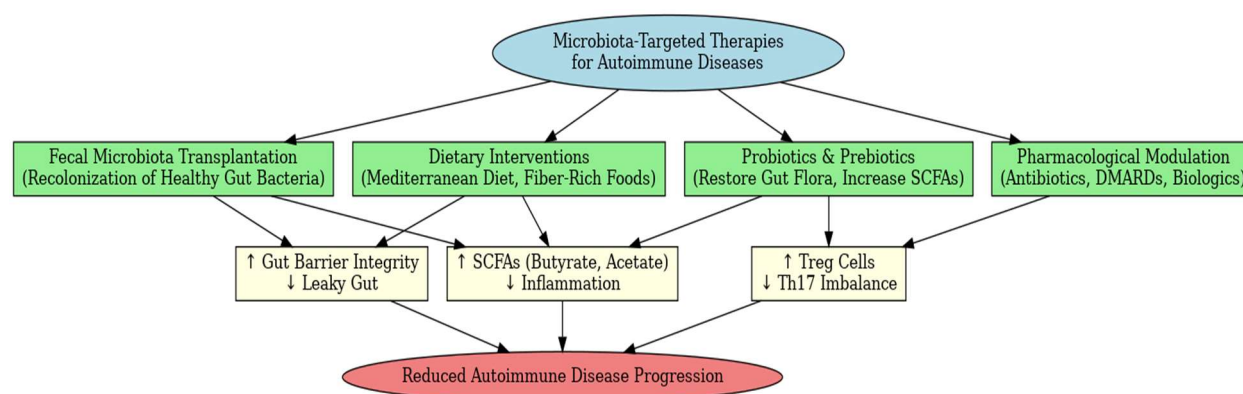 Microbiota-Targeted Therapies
for Autoimmune Diseases
Fecal Microbiota Transplantation
(Recolonization of Healthy Gut Bacteria)
Dietary Interventions
(Mediterranean Diet, Fiber-Rich Foods)
Probiotics & Prebiotics
(Restore Gut Flora, Increase SCFAs)
Pharmacological Modulation
(Antibiotics, DMARDs, Biologics)
↑ Gut Barrier Integrity
↓ Leaky Gut
↑ SCFAs (Butyrate, Acetate)
↓ Inflammation
↑ Treg Cells
↓ Th17 Imbalance
Reduced Autoimmune Disease Progression